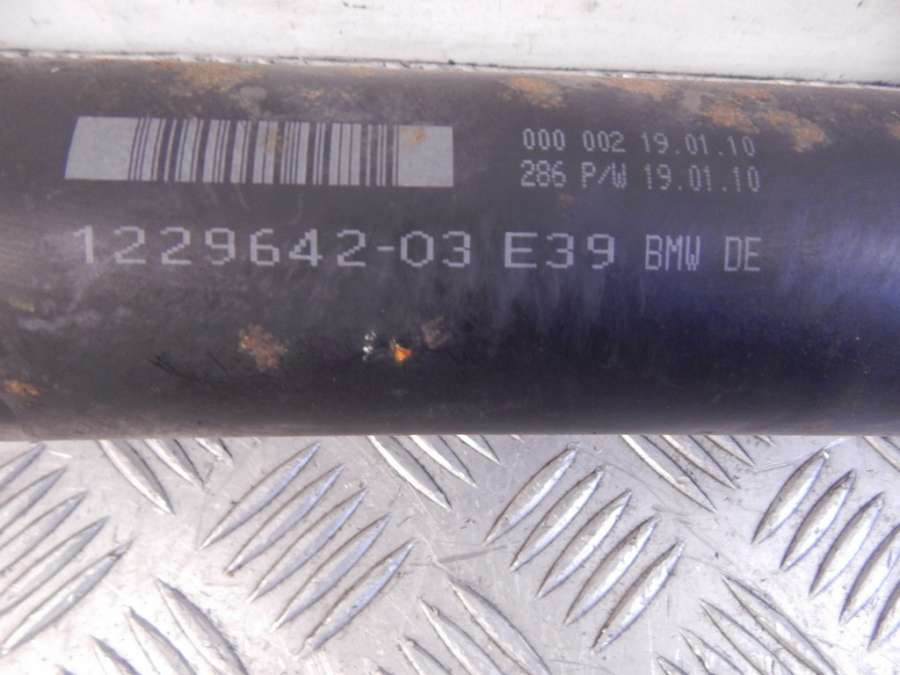 000 002 19.01.10
286 P/W 19.01.10
1229642-03 E39 BMW DE